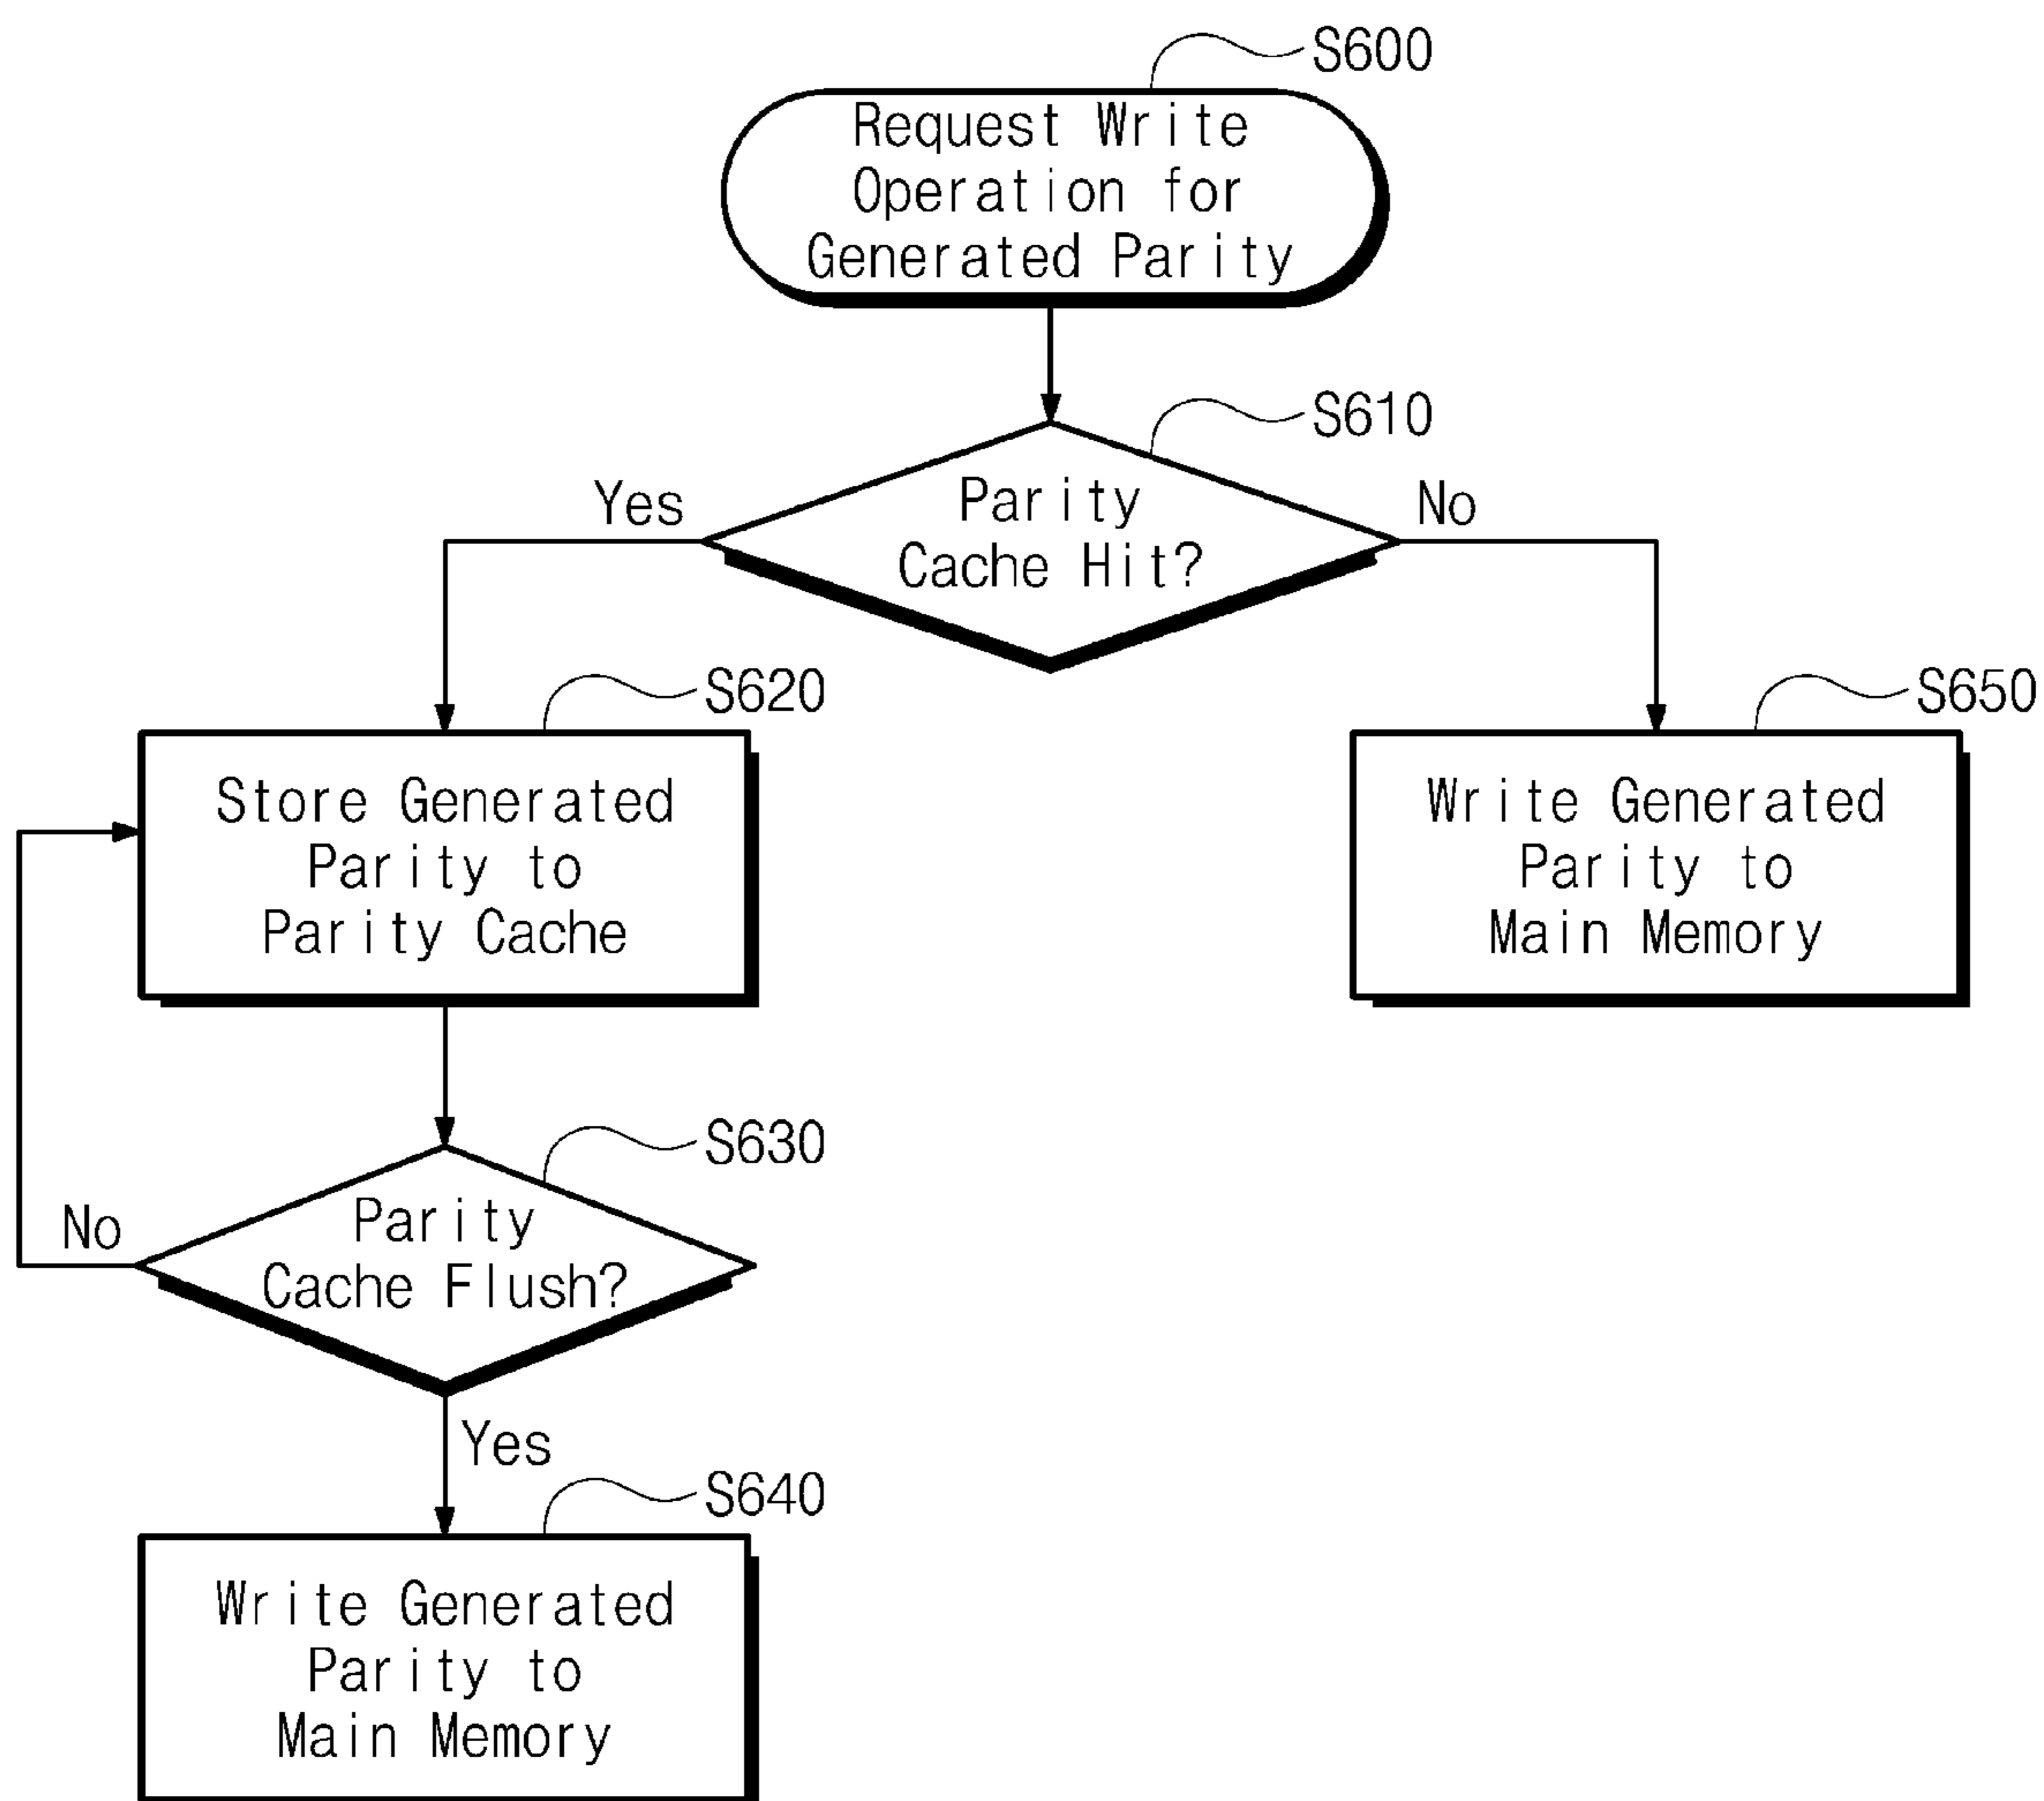 S600
Request Write
Operation for
Generated Parity
S610
Parity
Cache Hit?
Yes
No
S620
Store Generated
Parity to
Parity Cache
S650
Write Generated
Parity to
Main Memory
S630
Parity
Cache Flush?
No
Yes
S640
Write Generated
Parity to
Main Memory